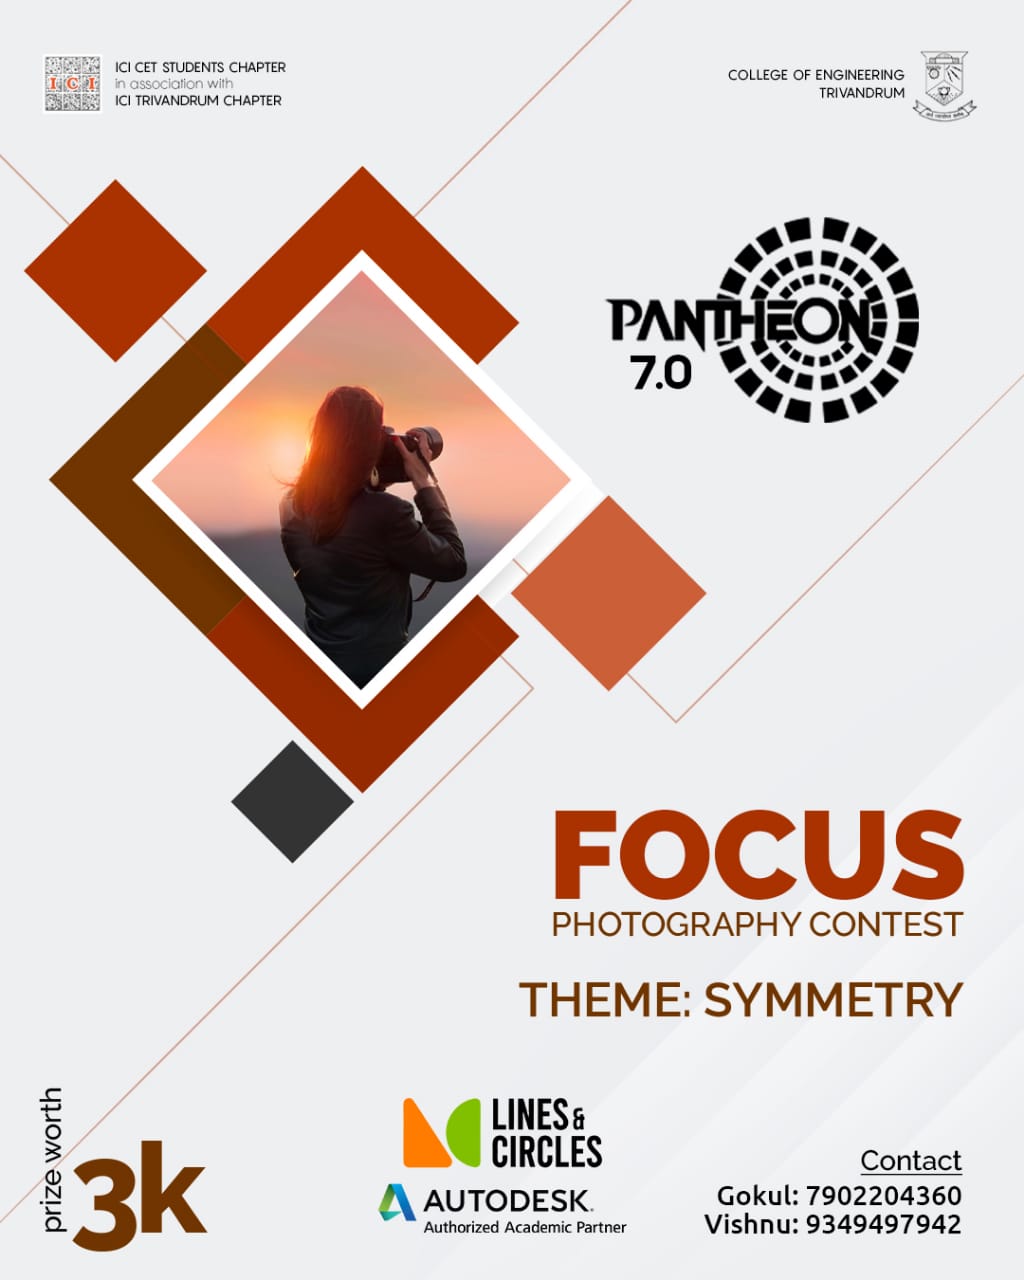 ICI
ICI CET STUDENTS CHAPTER
in association with
ICI TRIVANDRUM CHAPTER
COLLEGE OF ENGINEERING
TRIVANDRUM
PANTHEON
7.0
FOCUS
PHOTOGRAPHY CONTEST
THEME: SYMMETRY
prize worth
3k
LINES &
CIRCLES
AUTODESK.
Authorized Academic Partner
Contact
Gokul: 7902204360
Vishnu: 9349497942